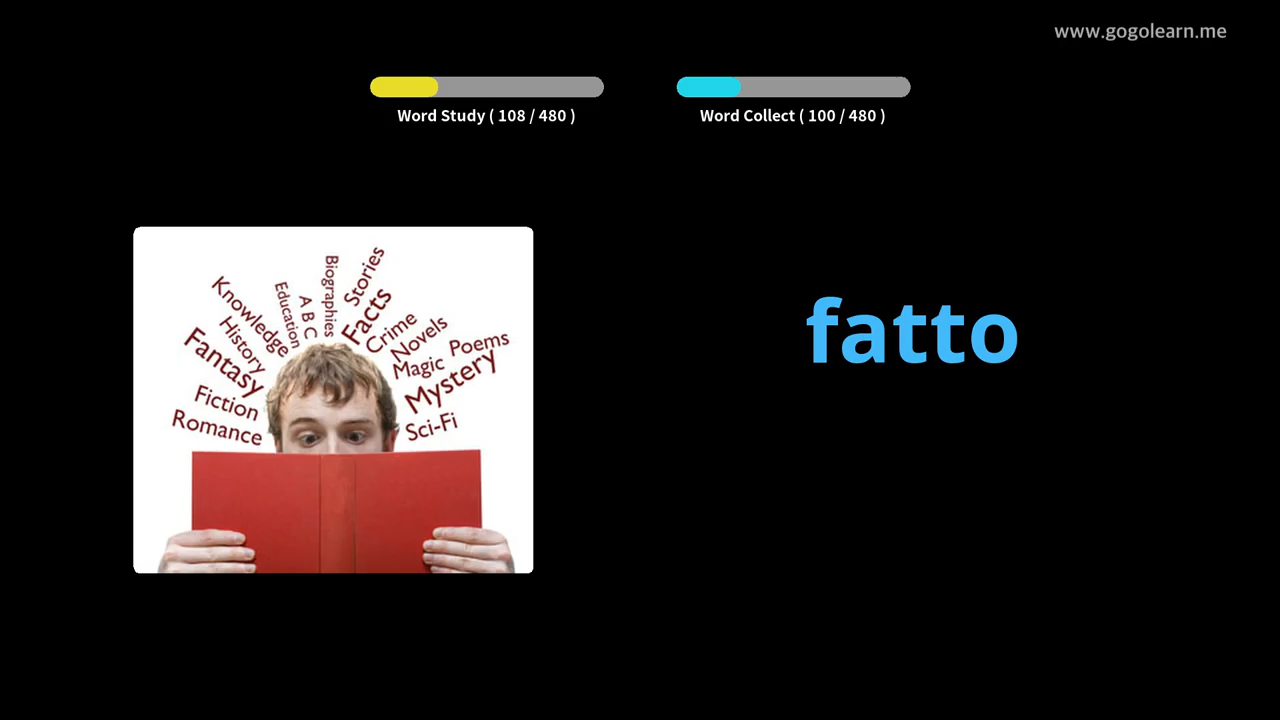 www.gogolearn.me
Word Study ( 108 / 480 )
Word Collect ( 100 / 480 )
fatto
Romance
Fiction
Fantasy
History
Knowledge
Education
A B C
Biographies
Stories
Facts
Crime
Novels
Magic
Poems
Mystery
Sci-Fi